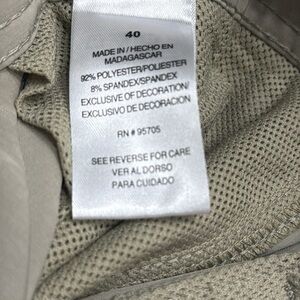 40
MADE IN / HECHO EN
MADAGASCAR
92% POLYESTER/POLIESTER
8% SPANDEX/SPANDEX
EXCLUSIVE OF DECORATION/
EXCLUSIVO DE DECORACION
RN # 95705
SEE REVERSE FOR CARE
VER AL DORSO
PARA CUIDADO